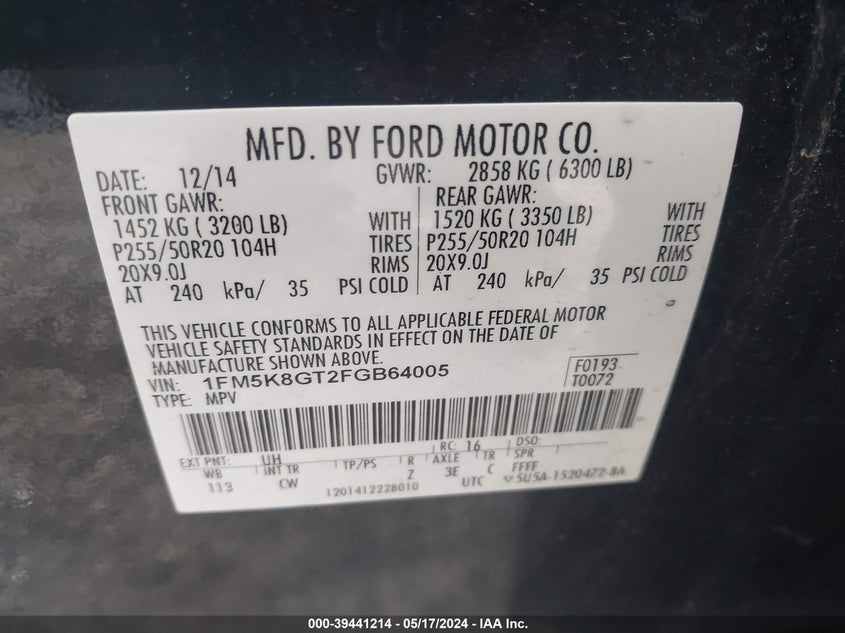 MFD. BY FORD MOTOR CO.
DATE: 12/14 GVWR: 2858 KG ( 6300 LB)
FRONT GAWR: REAR GAWR:
1452 KG ( 3200 LB) WITH 1520 KG ( 3350 LB) WITH
P255/50R20 104H TIRES P255/50R20 104H TIRES
20X9.0J RIMS 20X9.0J RIMS
AT 240 kPa/ 35 PSI COLD AT 240 kPa/ 35 PSI COLD
THIS VEHICLE CONFORMS TO ALL APPLICABLE FEDERAL MOTOR
VEHICLE SAFETY STANDARDS IN EFFECT ON THE DATE OF
MANUFACTURE SHOWN ABOVE.
VIN: 1FM5K8GT2FGB64005 F0193
TYPE: MPV T0072
EXT PNT: UH RC: 16 DSO:
WB INT TR TP/PS R AXLE TR SPR
113 CW Z 3E C FFFF
1201412228010 UTC 5U5A-1520472-BA
000-39441214 - 05/17/2024 - IAA Inc.